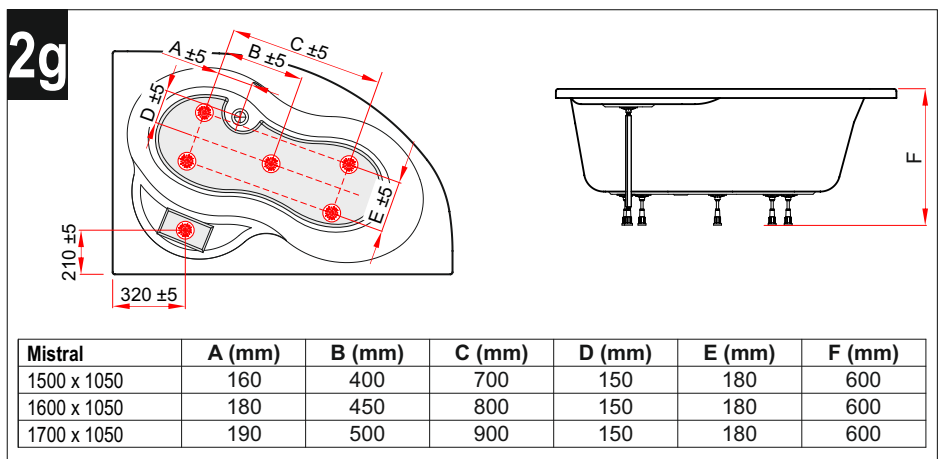 2g
A ±5
B ±5
C ±5
D ±5
E ±5
F
210 ±5
320 ±5
Mistral A (mm) B (mm) C (mm) D (mm) E (mm) F (mm)
1500 x 1050 160 400 700 150 180 600
1600 x 1050 180 450 800 150 180 600
1700 x 1050 190 500 900 150 180 600